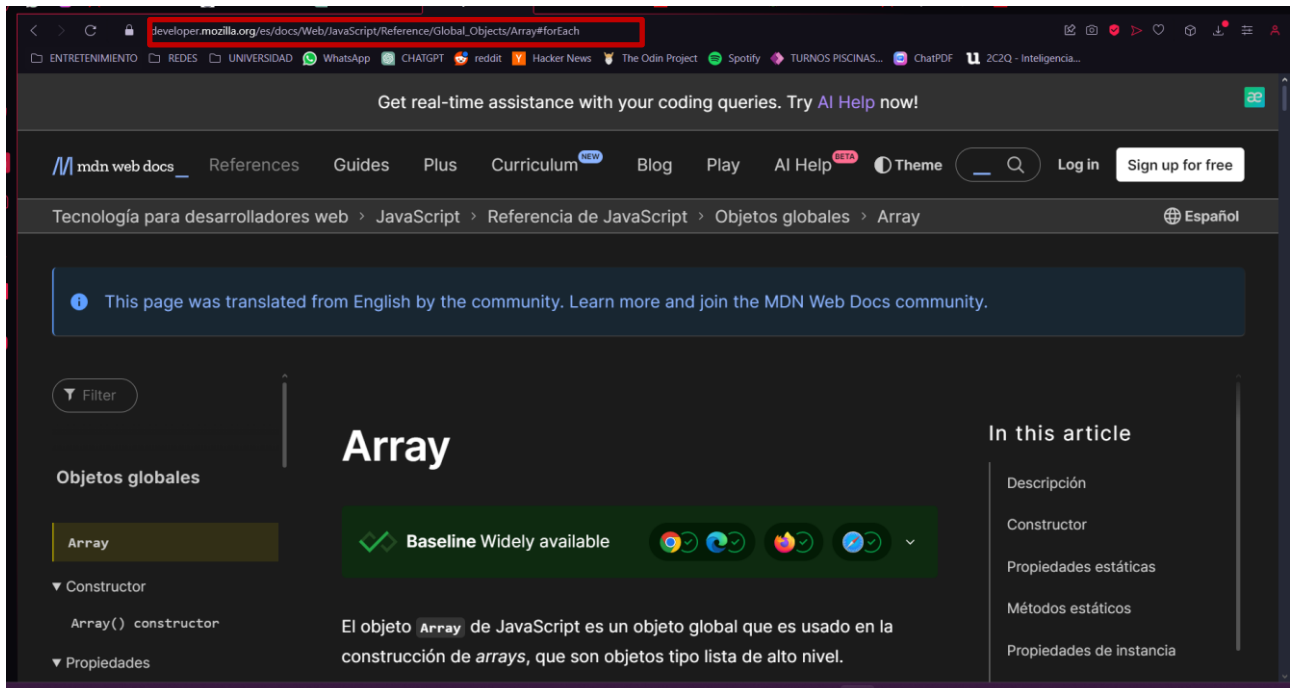 developer.mozilla.org/es/docs/Web/JavaScript/Reference/Global_Objects/Array#forEach
ENTRETENIMIENTO REDES UNIVERSIDAD WhatsApp CHATGPT reddit Hacker News The Odin Project Spotify TURNOS PISCINAS... ChatPDF 2C2Q - Inteligencia...
Get real-time assistance with your coding queries. Try AI Help now!
æ
mdn web docs_ References Guides Plus Curriculum NEW Blog Play AI Help BETA Theme Log in Sign up for free
Tecnología para desarrolladores web > JavaScript > Referencia de JavaScript > Objetos globales > Array Español
This page was translated from English by the community. Learn more and join the MDN Web Docs community.
Filter
Objetos globales
Array
Constructor
Array() constructor
Propiedades
Array
Baseline Widely available
El objeto Array de JavaScript es un objeto global que es usado en la
construcción de arrays, que son objetos tipo lista de alto nivel.
In this article
Descripción
Constructor
Propiedades estáticas
Métodos estáticos
Propiedades de instancia